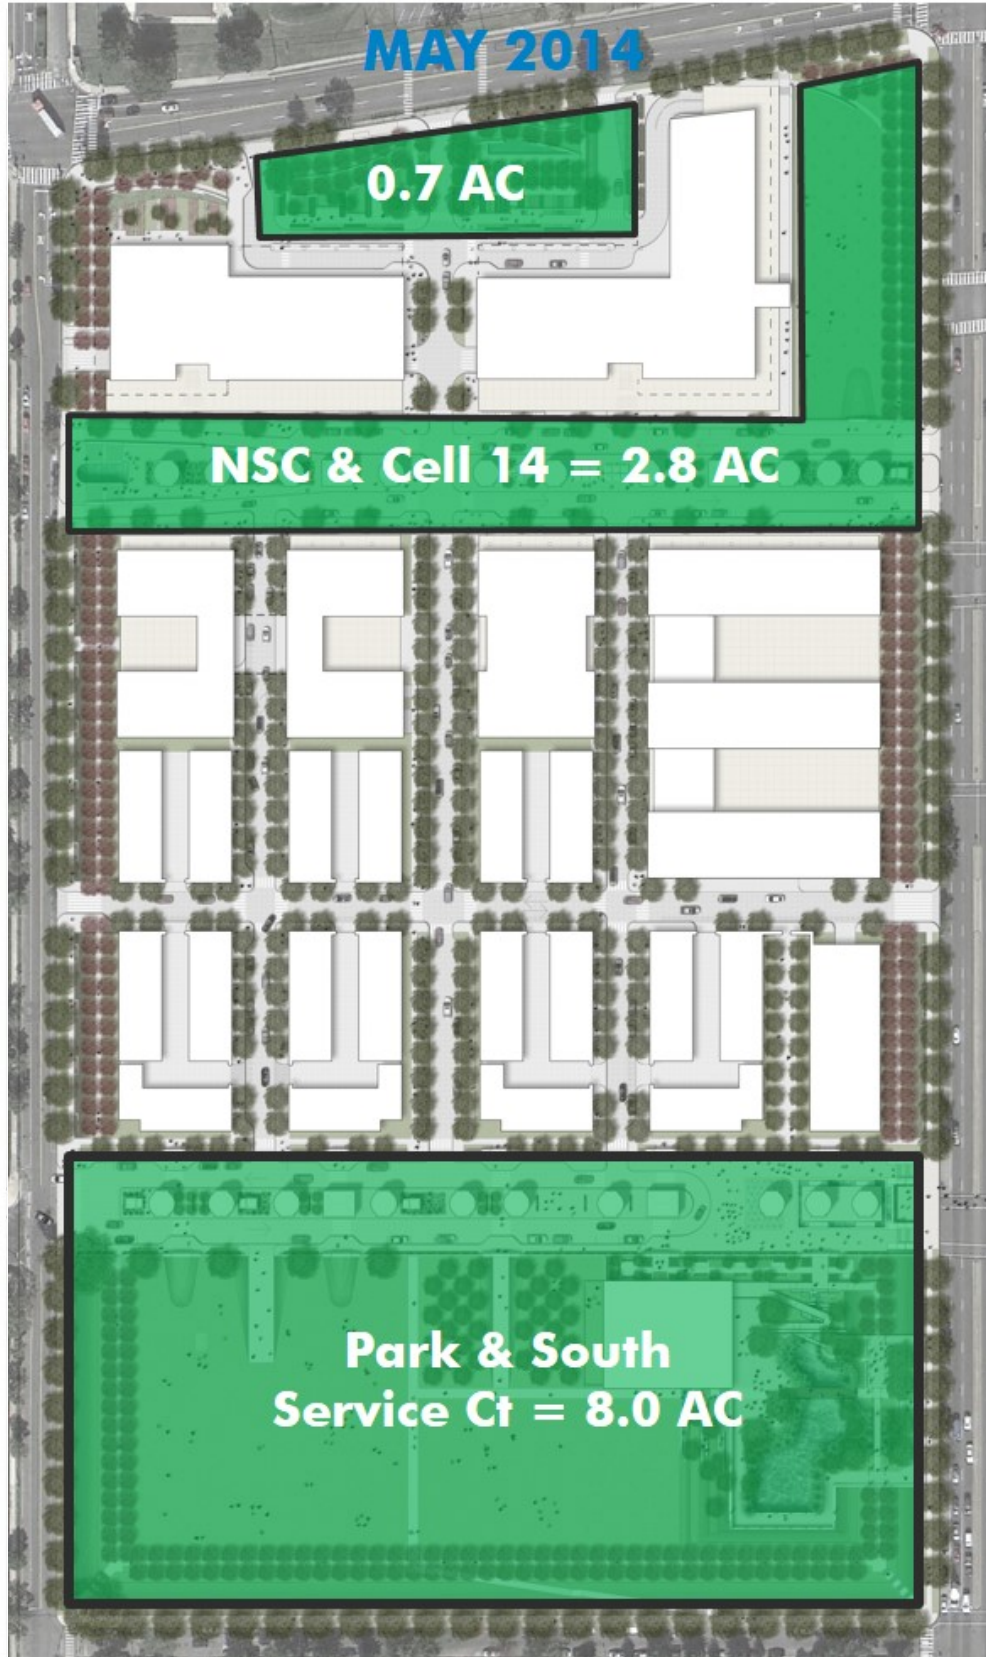 MAY 2014
0.7 AC
NSC & Cell 14 = 2.8 AC
Park & South
Service Ct = 8.0 AC